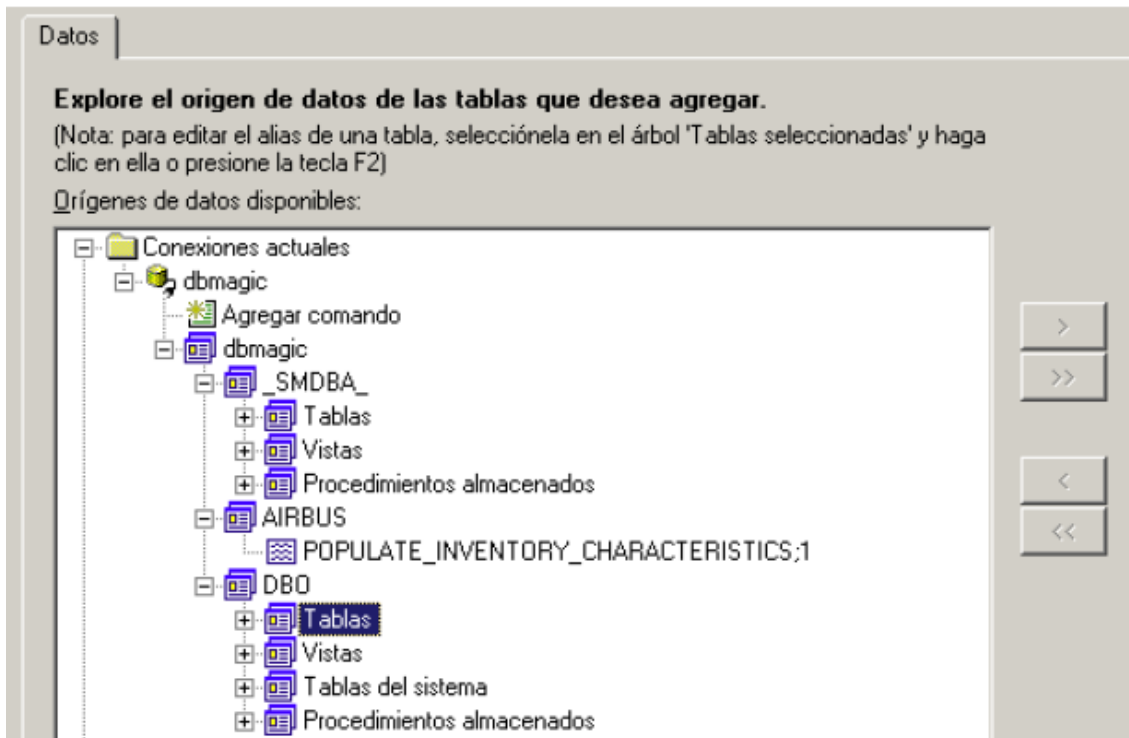 Datos
Explore el origen de datos de las tablas que desea agregar.
(Nota: para editar el alias de una tabla, selecciónela en el árbol 'Tablas seleccionadas' y haga
clic en ella o presione la tecla F2)
Orígenes de datos disponibles:
Conexiones actuales
dbmagic
Agregar comando
dbmagic
_SMDBA_
Tablas
Vistas
Procedimientos almacenados
AIRBUS
POPULATE_INVENTORY_CHARACTERISTICS;1
DBO
Tablas
Vistas
Tablas del sistema
Procedimientos almacenados
>
>>
<
<<